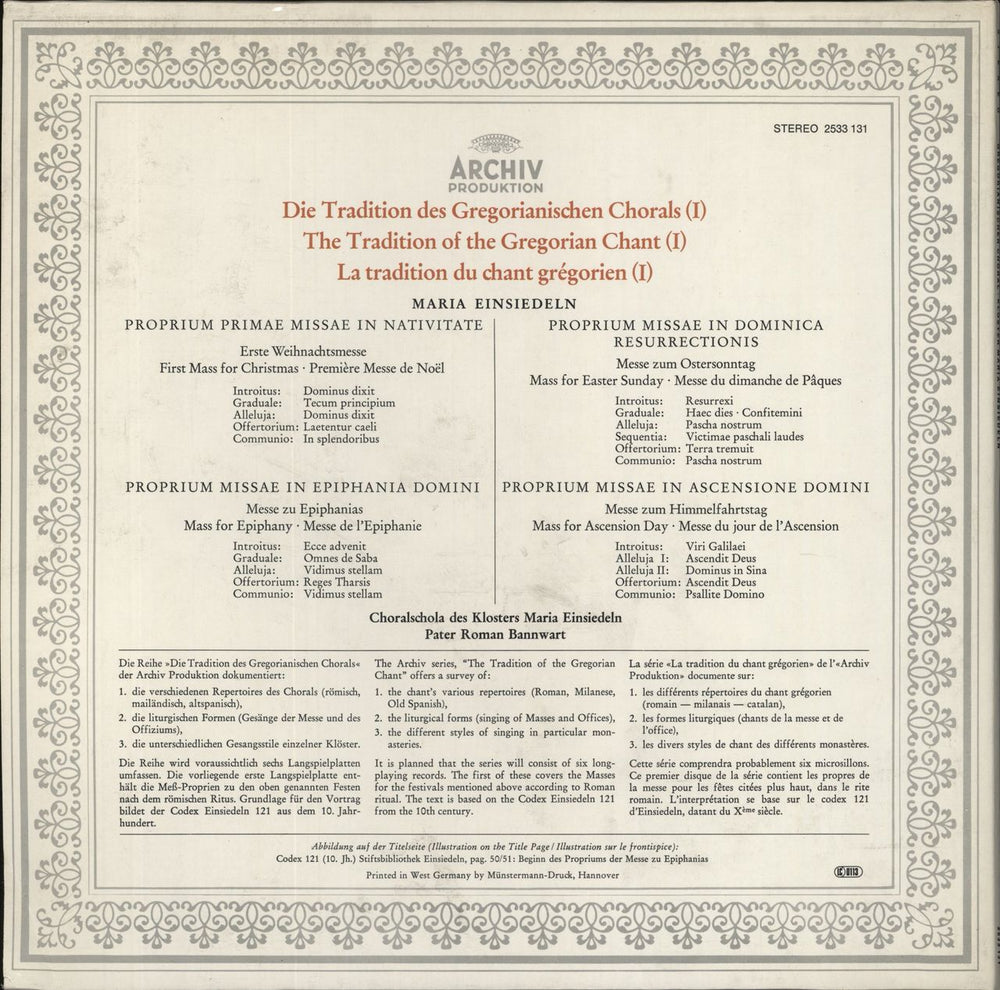 STEREO 2533 131
ARCHIV
PRODUKTION
Die Tradition des Gregorianischen Chorals (I)
The Tradition of the Gregorian Chant (I)
La tradition du chant grégorien (I)
MARIA EINSIEDELN
PROPRIUM PRIMAE MISSAE IN NATIVITATE
Erste Weihnachtsmesse
First Mass for Christmas · Première Messe de Noël
Introitus: Dominus dixit
Graduale: Tecum principium
Alleluja: Dominus dixit
Offertorium: Laetentur caeli
Communio: In splendoribus
PROPRIUM MISSAE IN EPIPHANIA DOMINI
Messe zu Epiphanias
Mass for Epiphany · Messe de l'Epiphanie
Introitus: Ecce advenit
Graduale: Omnes de Saba
Alleluja: Vidimus stellam
Offertorium: Reges Tharsis
Communio: Vidimus stellam
PROPRIUM MISSAE IN DOMINICA
RESURRECTIONIS
Messe zum Ostersonntag
Mass for Easter Sunday · Messe du dimanche de Pâques
Introitus: Resurrexi
Graduale: Haec dies · Confitemini
Alleluja: Pascha nostrum
Sequentia: Victimae paschali laudes
Offertorium: Terra tremuit
Communio: Pascha nostrum
PROPRIUM MISSAE IN ASCENSIONE DOMINI
Messe zum Himmelfahrtstag
Mass for Ascension Day · Messe du jour de l'Ascension
Introitus: Viri Galilaei
Alleluja I: Ascendit Deus
Alleluja II: Dominus in Sina
Offertorium: Ascendit Deus
Communio: Psallite Domino
Choralschola des Klosters Maria Einsiedeln
Pater Roman Bannwart
Die Reihe »Die Tradition des Gregorianischen Chorals«
der Archiv Produktion dokumentiert:
1. die verschiedenen Repertoires des Chorals (römisch,
mailändisch, altspanisch),
2. die liturgischen Formen (Gesänge der Messe und des
Offiziums),
3. die unterschiedlichen Gesangsstile einzelner Klöster.
Die Reihe wird voraussichtlich sechs Langspielplatten
umfassen. Die vorliegende erste Langspielplatte ent-
hält die Meß-Proprien zu den oben genannten Festen
nach dem römischen Ritus. Grundlage für den Vortrag
bildet der Codex Einsiedeln 121 aus dem 10. Jahr-
hundert.
The Archiv series, "The Tradition of the Gregorian
Chant" offers a survey of:
1. the chant's various repertoires (Roman, Milanese,
Old Spanish),
2. the liturgical forms (singing of Masses and Offices),
3. the different styles of singing in particular mon-
asteries.
It is planned that the series will consist of six long-
playing records. The first of these covers the Masses
for the festivals mentioned above according to Roman
ritual. The text is based on the Codex Einsiedeln 121
from the 10th century.
La série «La tradition du chant grégorien» de l'«Archiv
Produktion» documente sur:
1. les différents répertoires du chant grégorien
(romain — milanais — catalan),
2. les formes liturgiques (chants de la messe et de
l'office),
3. les divers styles de chant des différents monastères.
Cette série comprendra probablement six microsillons.
Ce premier disque de la série contient les propres de
la messe pour les fêtes citées plus haut, dans le rite
romain. L'interprétation se base sur le codex 121
d'Einsiedeln, datant du Xème siècle.
Abbildung auf der Titelseite (Illustration on the Title Page / Illustration sur le frontispice):
Codex 121 (10. Jh.) Stiftsbibliothek Einsiedeln, pag. 50/51: Beginn des Propriums der Messe zu Epiphanias
Printed in West Germany by Münstermann-Druck, Hannover